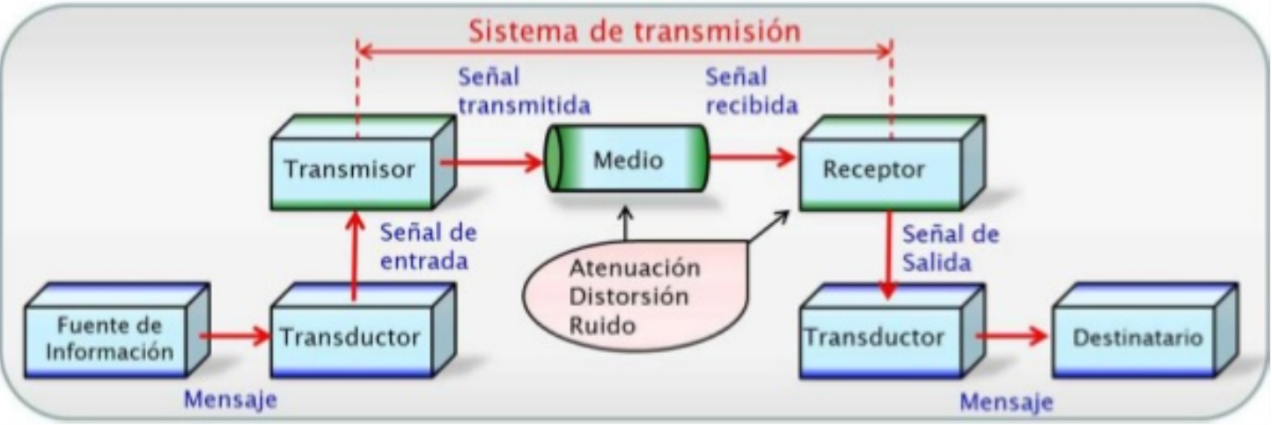 Sistema de transmisión
Señal
transmitida
Señal
recibida
Transmisor
Medio
Receptor
Señal de
entrada
Señal de
Salida
Atenuación
Distorsión
Ruido
Fuente de
Información
Transductor
Transductor
Destinatario
Mensaje
Mensaje